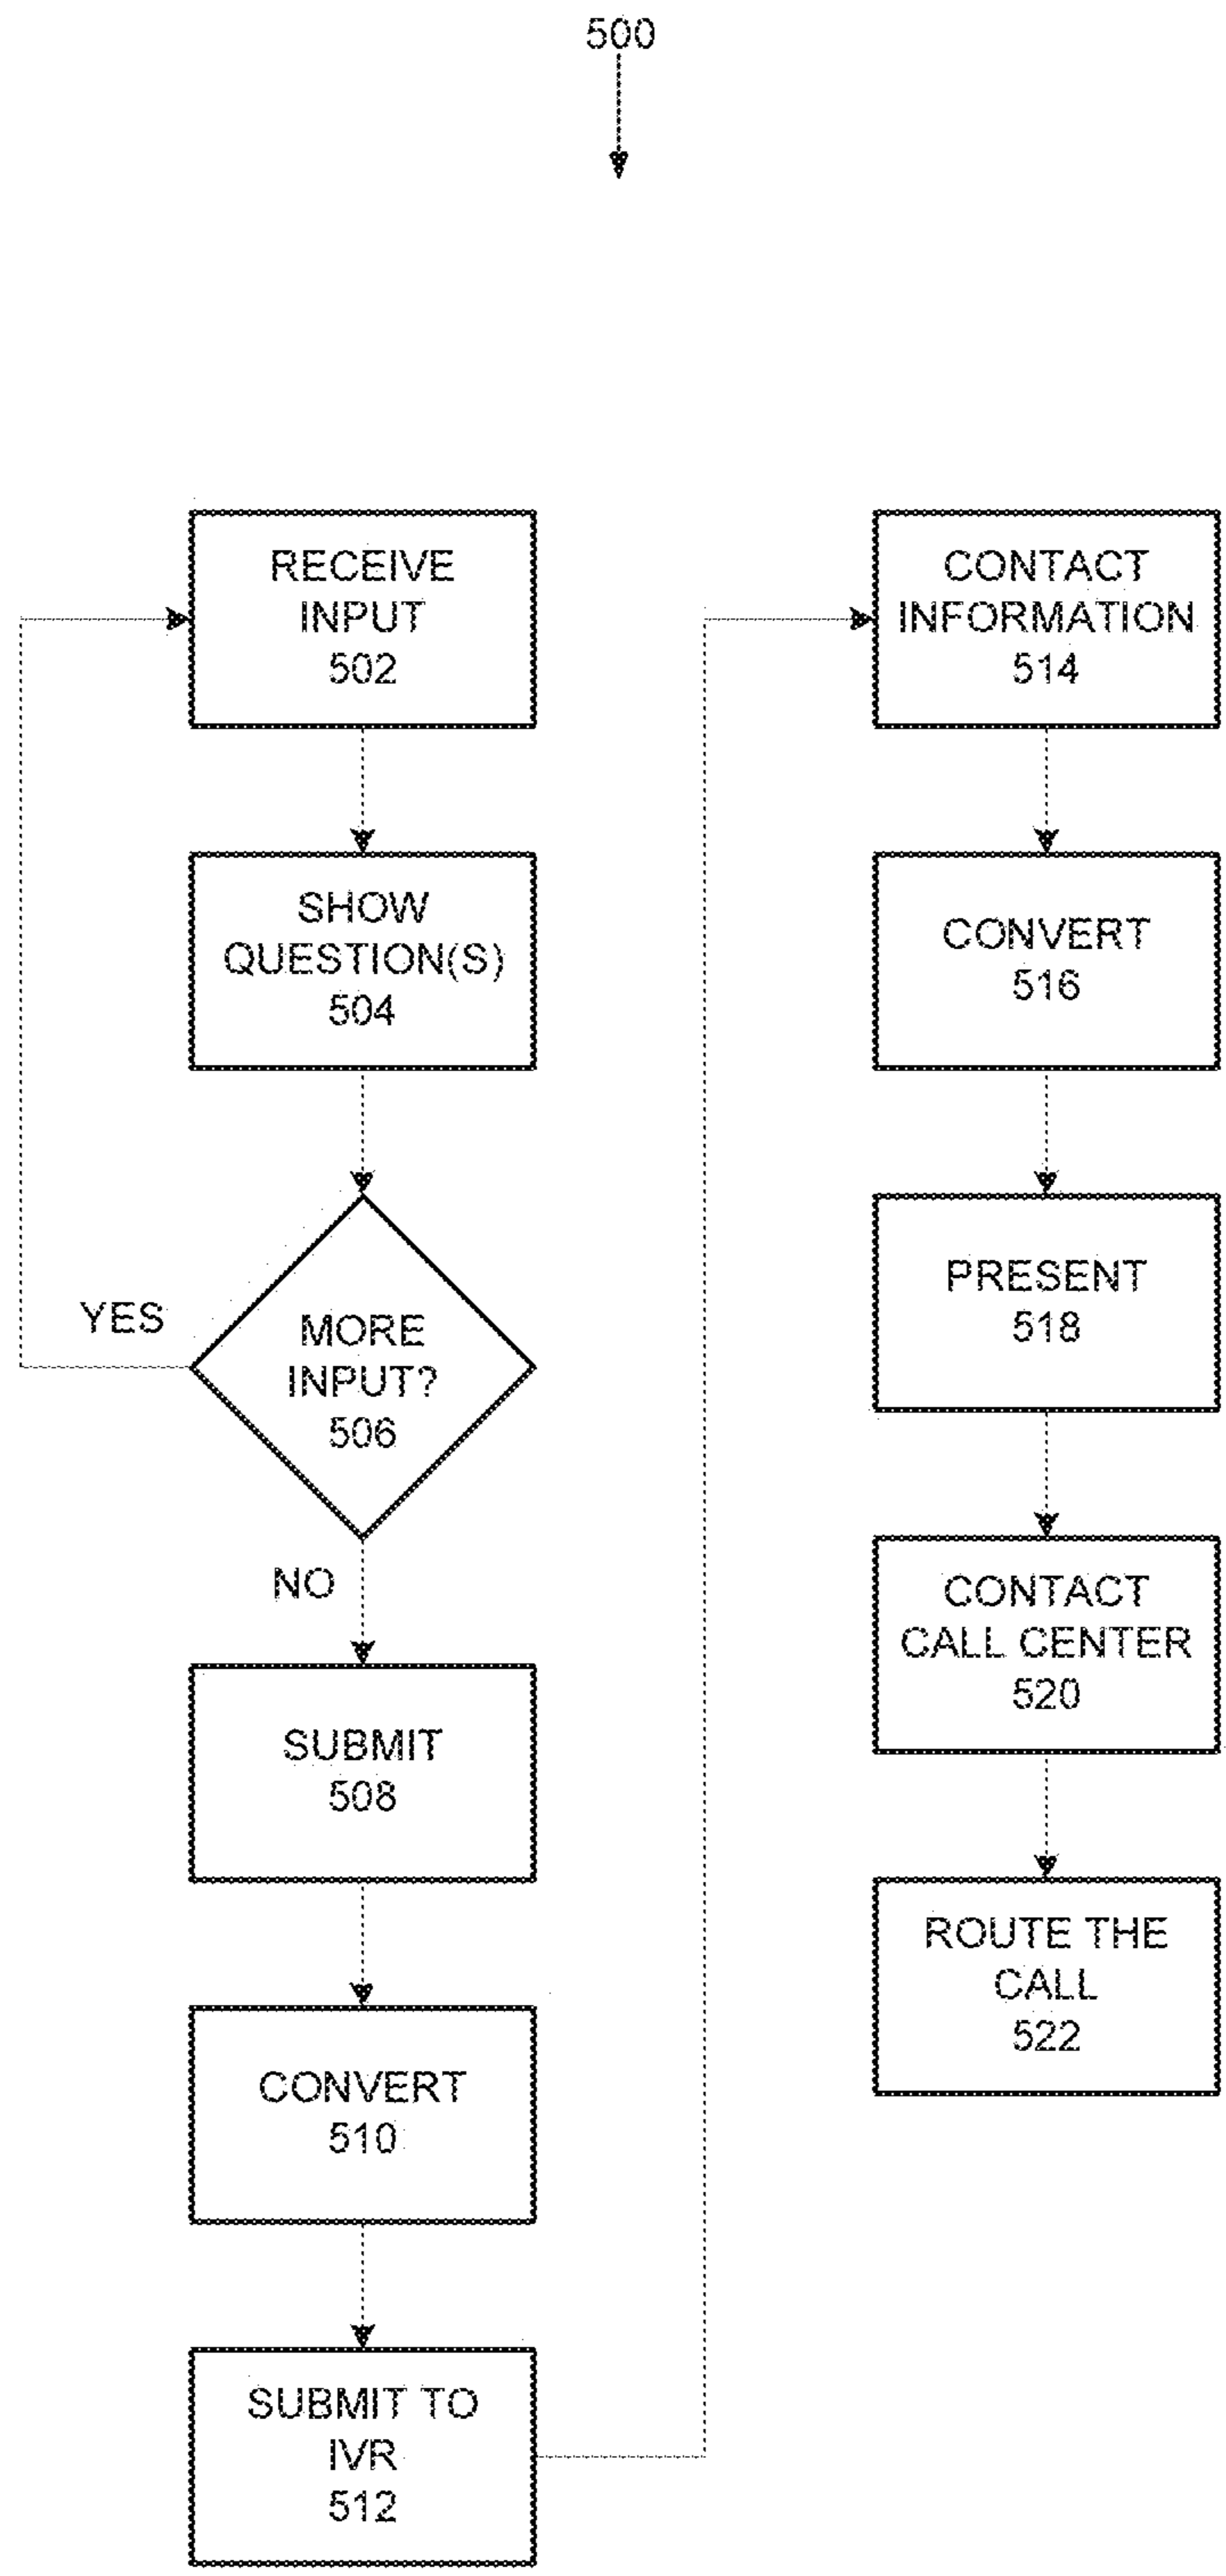 500
RECEIVE
INPUT
502
SHOW
QUESTION(S)
504
YES
MORE
INPUT?
506
NO
SUBMIT
508
CONVERT
510
SUBMIT TO
IVR
512
CONTACT
INFORMATION
514
CONVERT
516
PRESENT
518
CONTACT
CALL CENTER
520
ROUTE THE
CALL
522